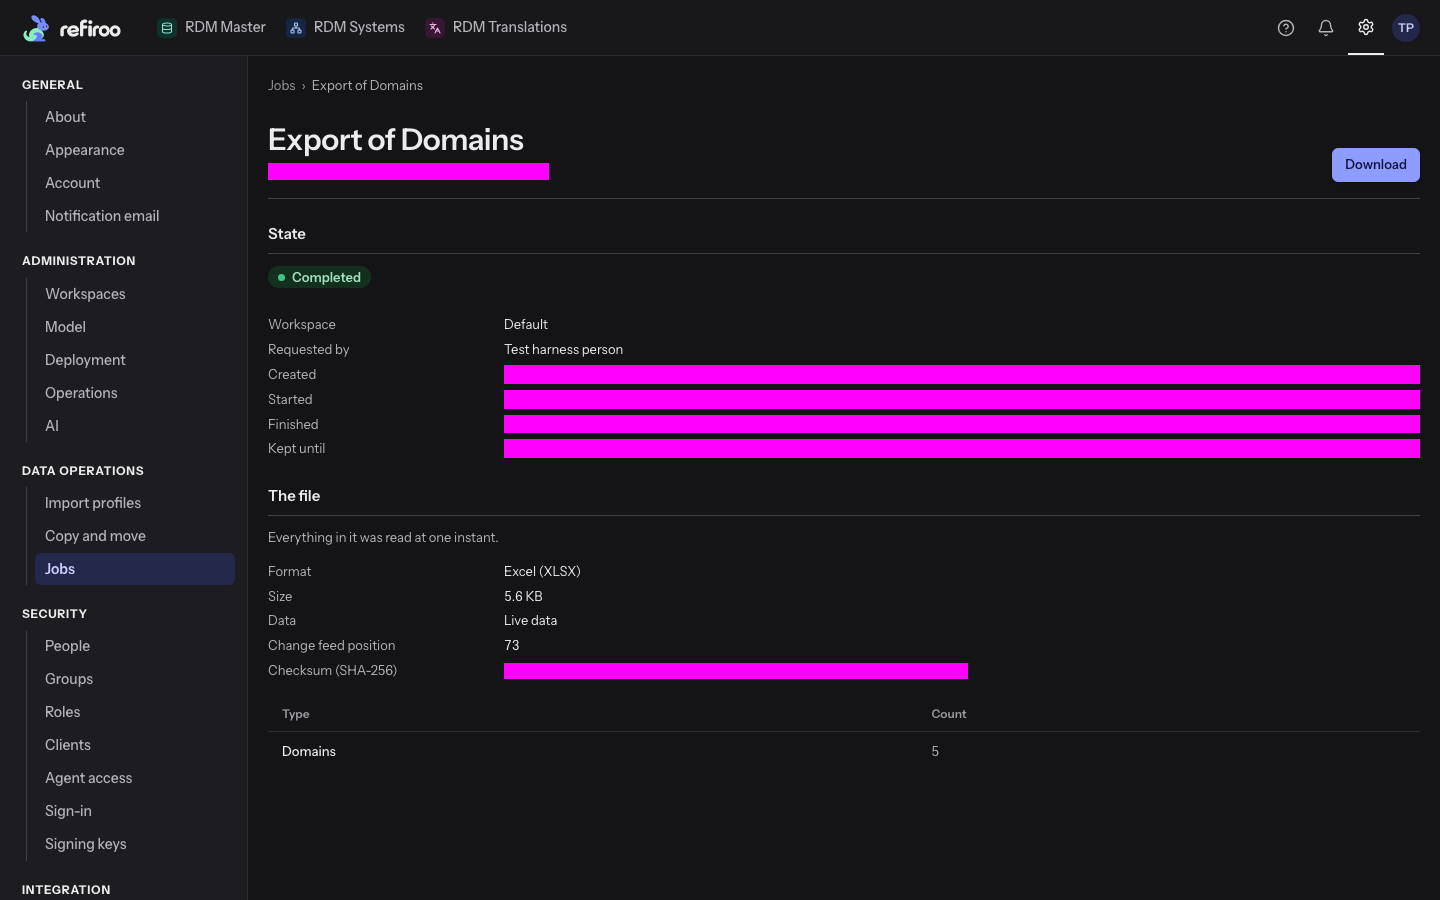 refiroo
RDM Master
RDM Systems
RDM Translations
TP
GENERAL
About
Appearance
Account
Notification email
ADMINISTRATION
Workspaces
Model
Deployment
Operations
AI
DATA OPERATIONS
Import profiles
Copy and move
Jobs
SECURITY
People
Groups
Roles
Clients
Agent access
Sign-in
Signing keys
INTEGRATION
Jobs › Export of Domains
Export of Domains
Download
State
Completed
Workspace Default
Requested by Test harness person
Created
Started
Finished
Kept until
The file
Everything in it was read at one instant.
Format Excel (XLSX)
Size 5.6 KB
Data Live data
Change feed position 73
Checksum (SHA-256)
Type Count
Domains 5